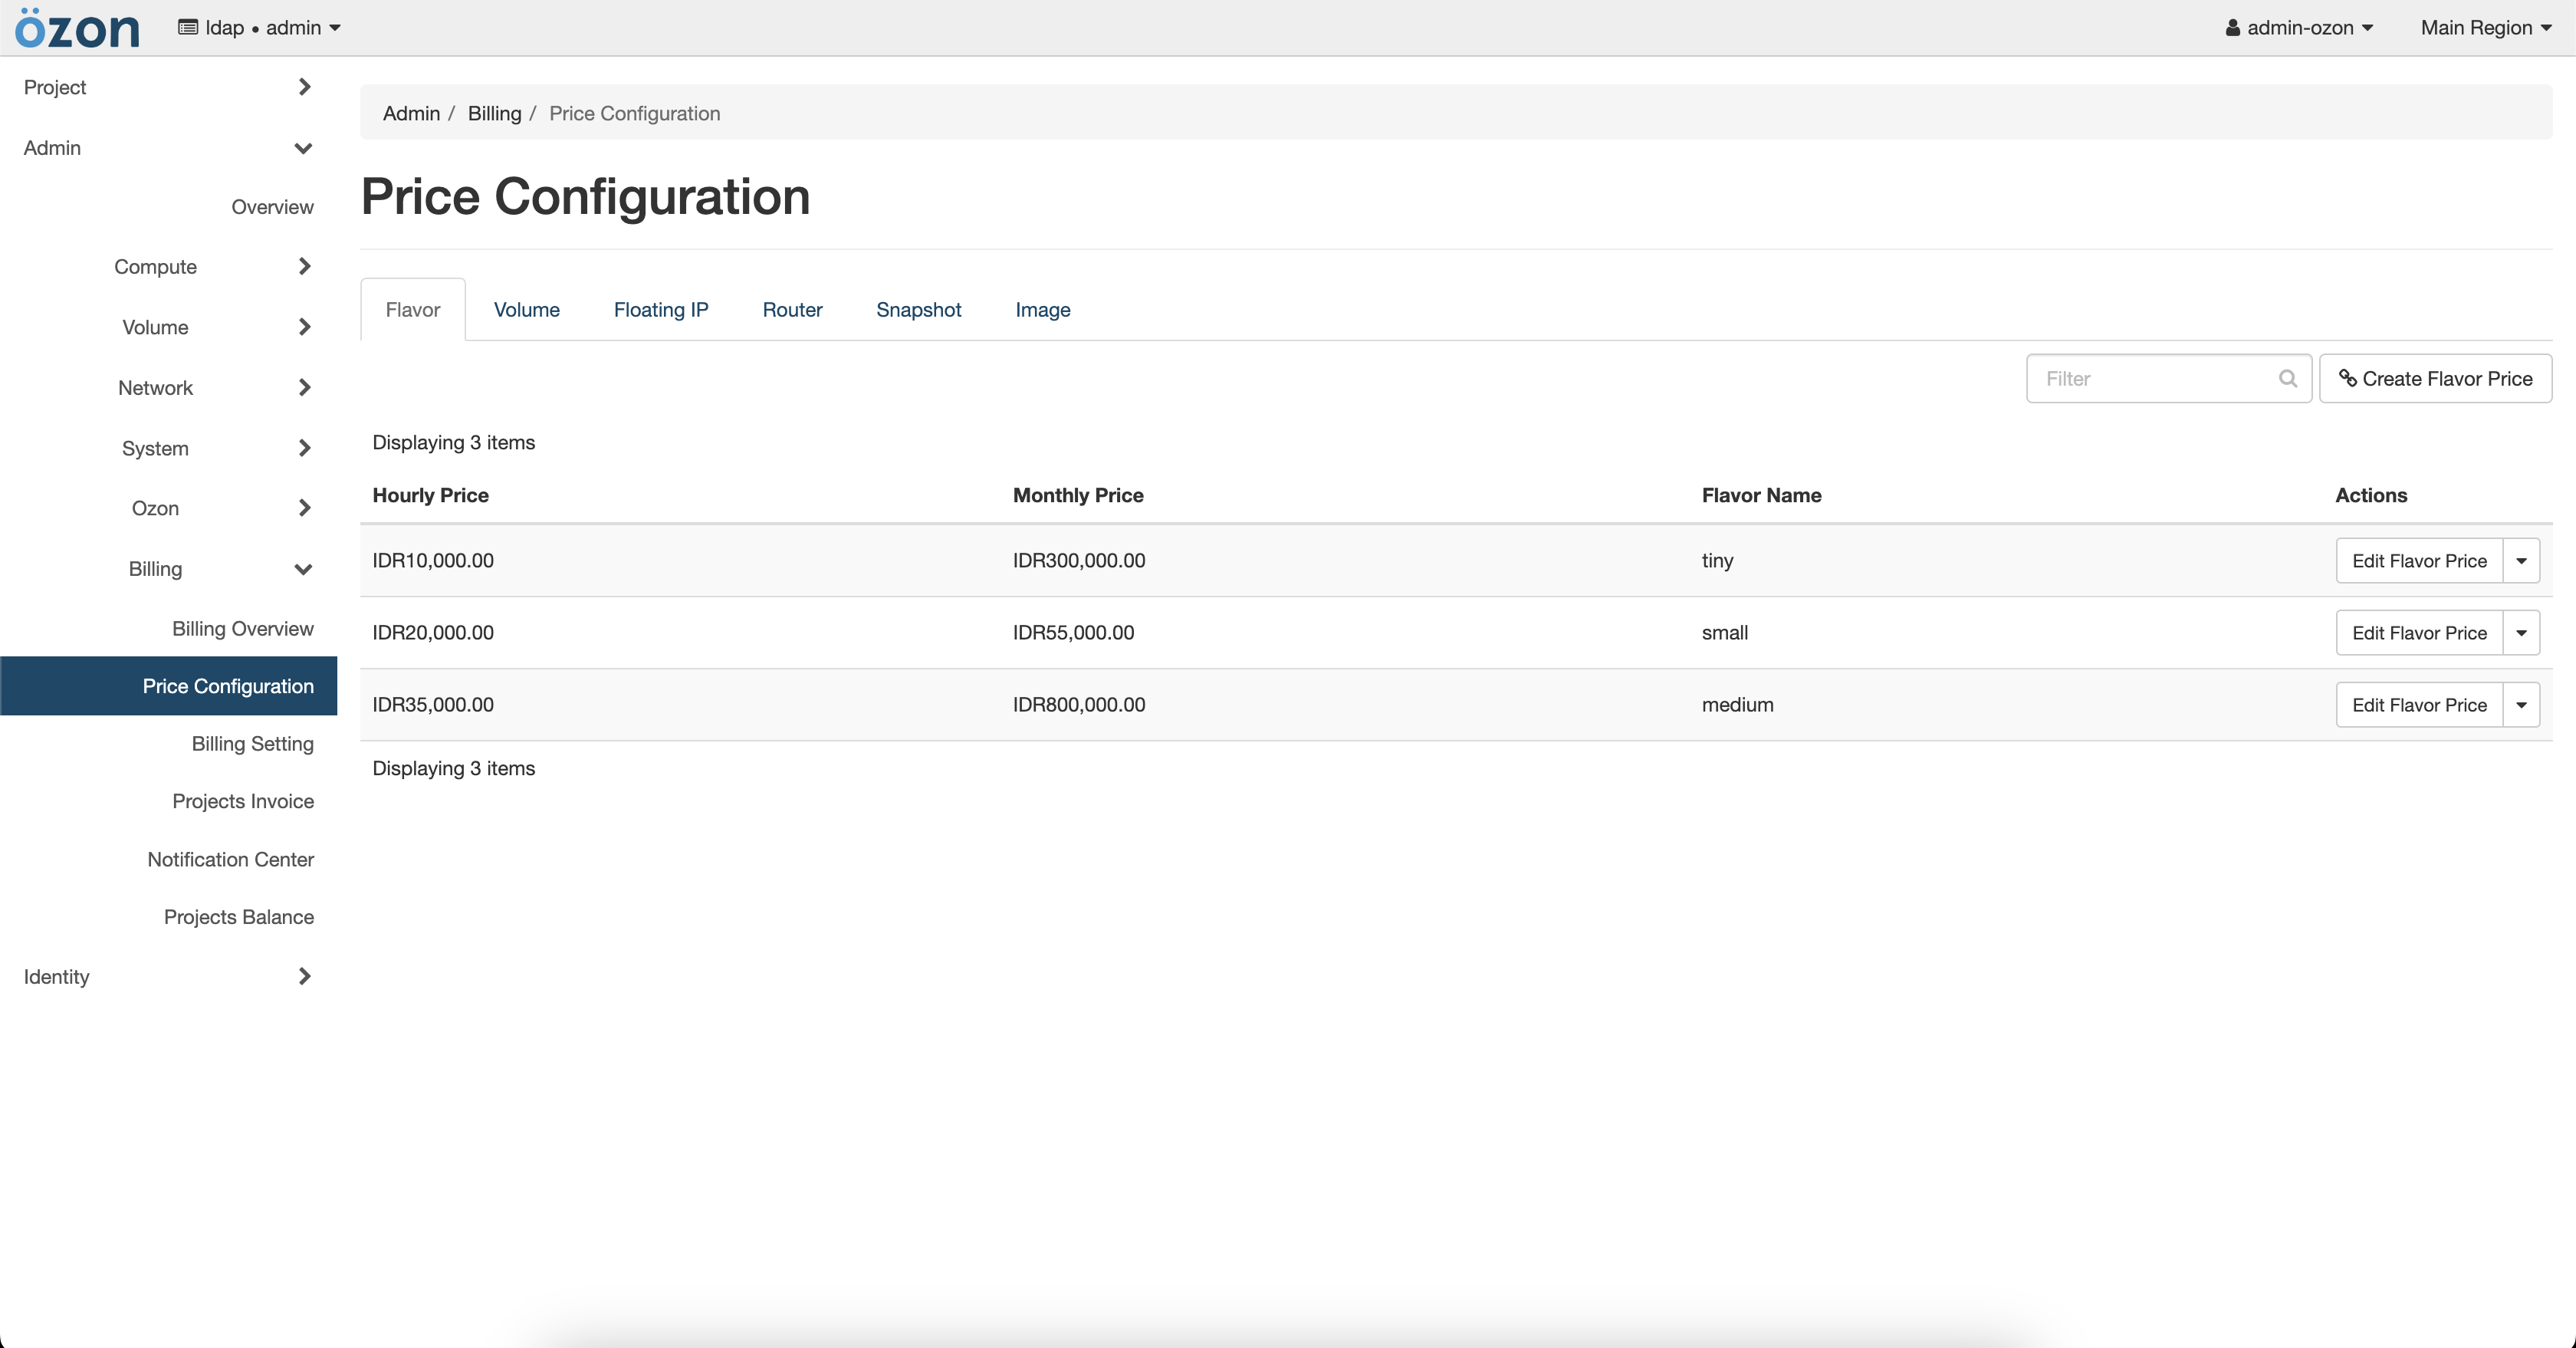 özon
ldap • admin
admin-ozon
Main Region
Project
Admin
Overview
Compute
Volume
Network
System
Ozon
Billing
Billing Overview
Price Configuration
Billing Setting
Projects Invoice
Notification Center
Projects Balance
Identity
Admin / Billing / Price Configuration
Price Configuration
Flavor Volume Floating IP Router Snapshot Image
Filter
Create Flavor Price
Displaying 3 items
Hourly Price Monthly Price Flavor Name Actions
IDR10,000.00 IDR300,000.00 tiny Edit Flavor Price
IDR20,000.00 IDR55,000.00 small Edit Flavor Price
IDR35,000.00 IDR800,000.00 medium Edit Flavor Price
Displaying 3 items